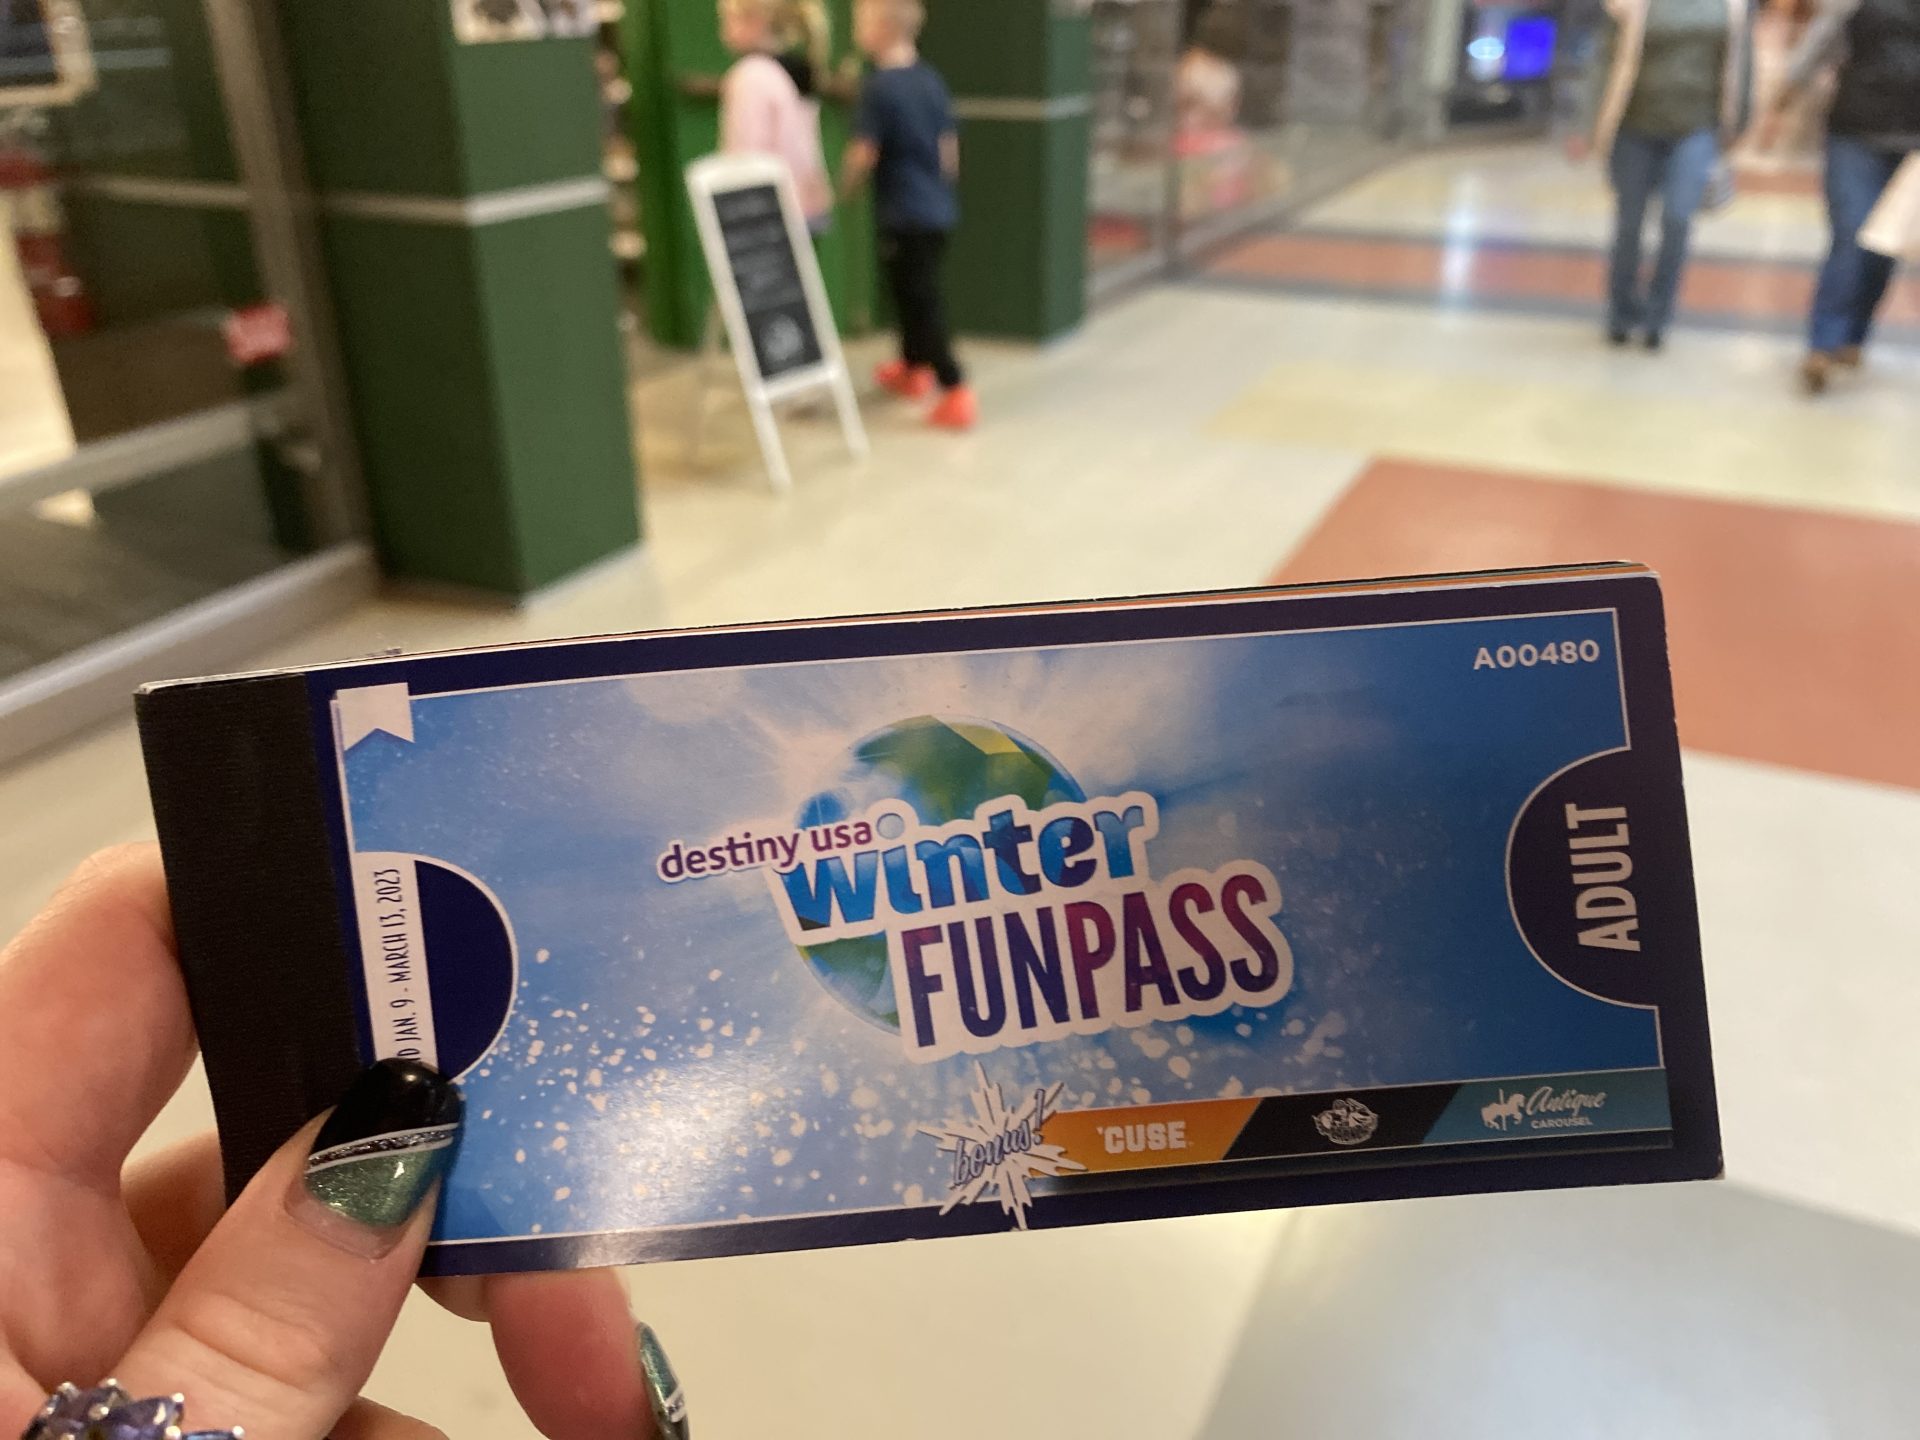 A00480
destiny usa
winter
FUNPASS
ADULT
JAN. 9 - MARCH 13, 2023
bonus!
'CUSE
Antique
CAROUSEL